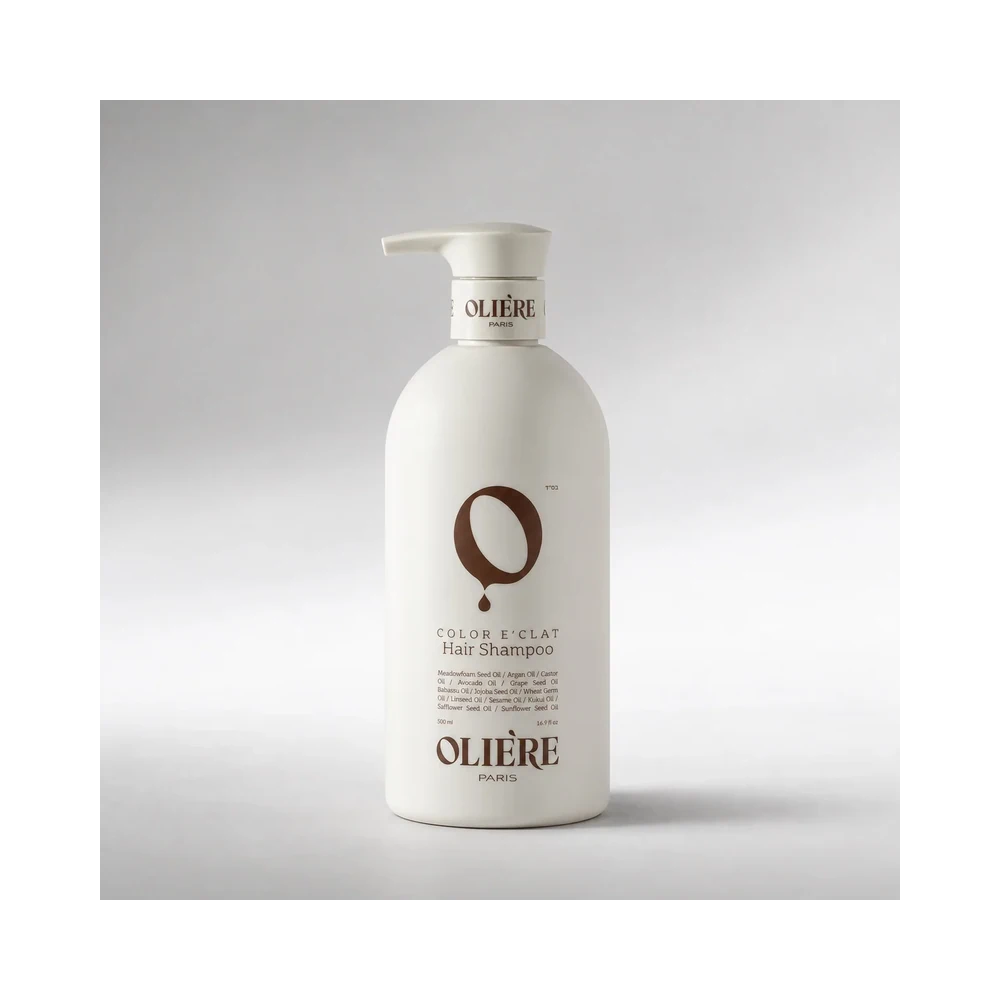 OLIÈRE
PARIS
COLOR E'CLAT
Hair Shampoo
Meadowfoam Seed Oil / Argan Oil / Castor
Oil / Avocado Oil / Grape Seed Oil
Babassu Oil / Jojoba Seed Oil / Wheat Germ
Oil / Linseed Oil / Sesame Oil / Kukui Oil /
Safflower Seed Oil / Sunflower Seed Oil
500 ml 16.9 fl oz
OLIÈRE
PARIS